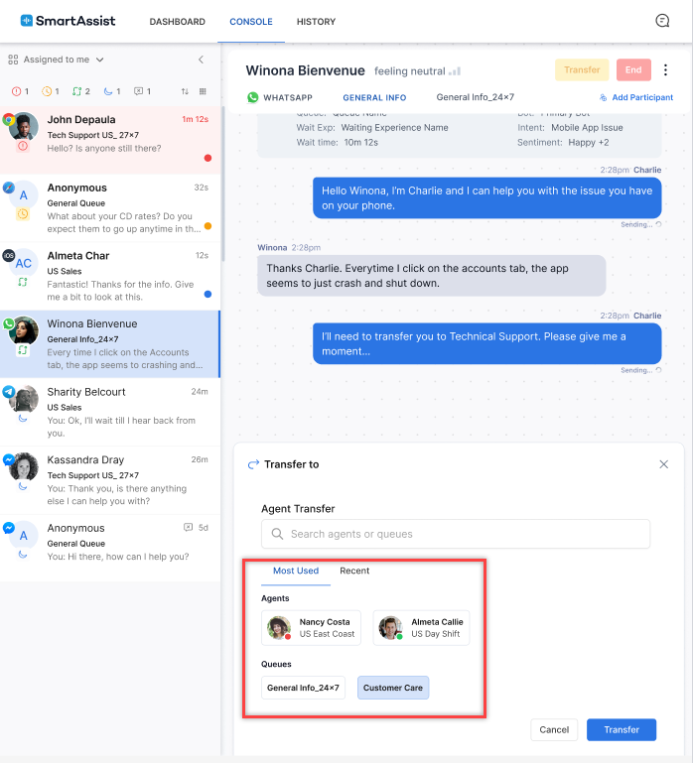 SmartAssist
DASHBOARD
CONSOLE
HISTORY
Assigned to me
1
1
2
1
1
John Depaula
1m 12s
Tech Support US_ 27×7
Hello? Is anyone still there?
A
Anonymous
32s
General Queue
What about your CD rates? Do you
expect them to go up anytime in th...
iOS
AC
Almeta Char
12s
US Sales
Fantastic! Thanks for the info. Give
me a bit to look at this.
Winona Bienvenue
General Info_24×7
Every time I click on the Accounts
tab, the app seems to crashing and...
Sharity Belcourt
24m
US Sales
You: Ok, I'll wait till I hear back from
you.
Kassandra Dray
26m
Tech Support US_ 27×7
You: Thank you, is there anything
else I can help you with?
A
Anonymous
5d
General Queue
You: Hi there, how can I help you?
Winona Bienvenue feeling neutral
Transfer
End
WHATSAPP
GENERAL INFO
General Info_24×7
Add Participant
Queue: Queue Name
Bot: Primary Bot
Wait Exp: Waiting Experience Name
Intent: Mobile App Issue
Wait time: 10m 12s
Sentiment: Happy +2
2:28pm Charlie
Hello Winona, I'm Charlie and I can help you with the issue you have
on your phone.
Sending...
Winona 2:28pm
Thanks Charlie. Everytime I click on the accounts tab, the app
seems to just crash and shut down.
2:28pm Charlie
I'll need to transfer you to Technical Support. Please give me a
moment...
Sending...
Transfer to
Agent Transfer
Search agents or queues
Most Used
Recent
Agents
Nancy Costa
US East Coast
Almeta Callie
US Day Shift
Queues
General Info_24×7
Customer Care
Cancel
Transfer